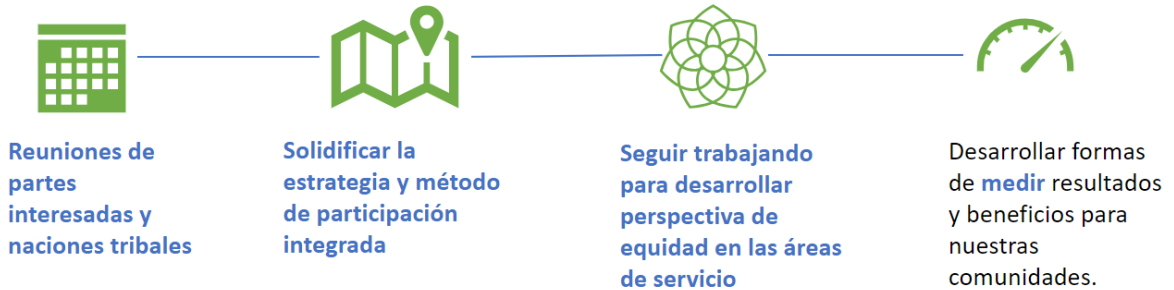 Reuniones de
partes
interesadas y
naciones tribales
Solidificar la
estrategia y método
de participación
integrada
Seguir trabajando
para desarrollar
perspectiva de
equidad en las áreas
de servicio
Desarrollar formas
de medir resultados
y beneficios para
nuestras
comunidades.